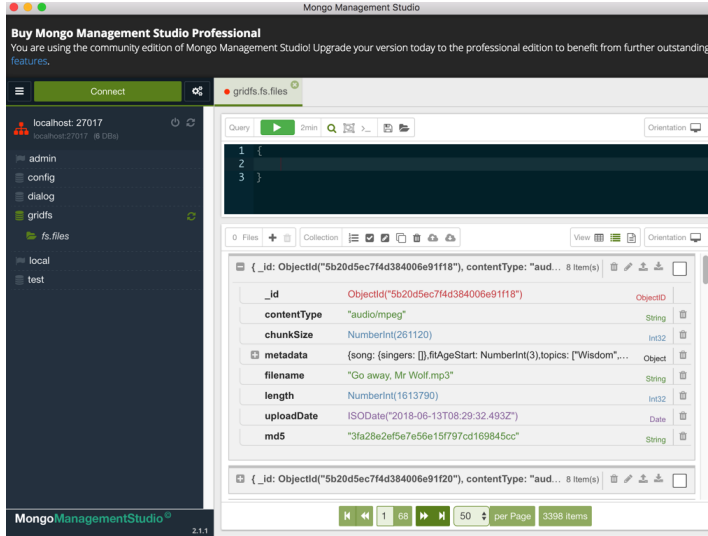 Mongo Management Studio
Buy Mongo Management Studio Professional
You are using the community edition of Mongo Management Studio! Upgrade your version today to the professional edition to benefit from further outstanding
features.
Connect
gridfs.fs.files
localhost: 27017
localhost:27017 (6 DBs)
admin
config
dialog
gridfs
fs.files
local
test
Query 2min Orientation
1 {
2
3 }
0 Files Collection View Orientation
{ _id: ObjectId("5b20d5ec7f4d384006e91f18"), contentType: "aud... 8 Item(s)
_id ObjectId("5b20d5ec7f4d384006e91f18") ObjectID
contentType "audio/mpeg" String
chunkSize NumberInt(261120) Int32
metadata {song: {singers: []},fitAgeStart: NumberInt(3),topics: ["Wisdom",... Object
filename "Go away, Mr Wolf.mp3" String
length NumberInt(1613790) Int32
uploadDate ISODate("2018-06-13T08:29:32.493Z") Date
md5 "3fa28e2ef5e7e56e15f797cd169845cc" String
{ _id: ObjectId("5b20d5ec7f4d384006e91f20"), contentType: "aud... 8 Item(s)
1 68 50 per Page 3398 items
MongoManagementStudio
2.1.1